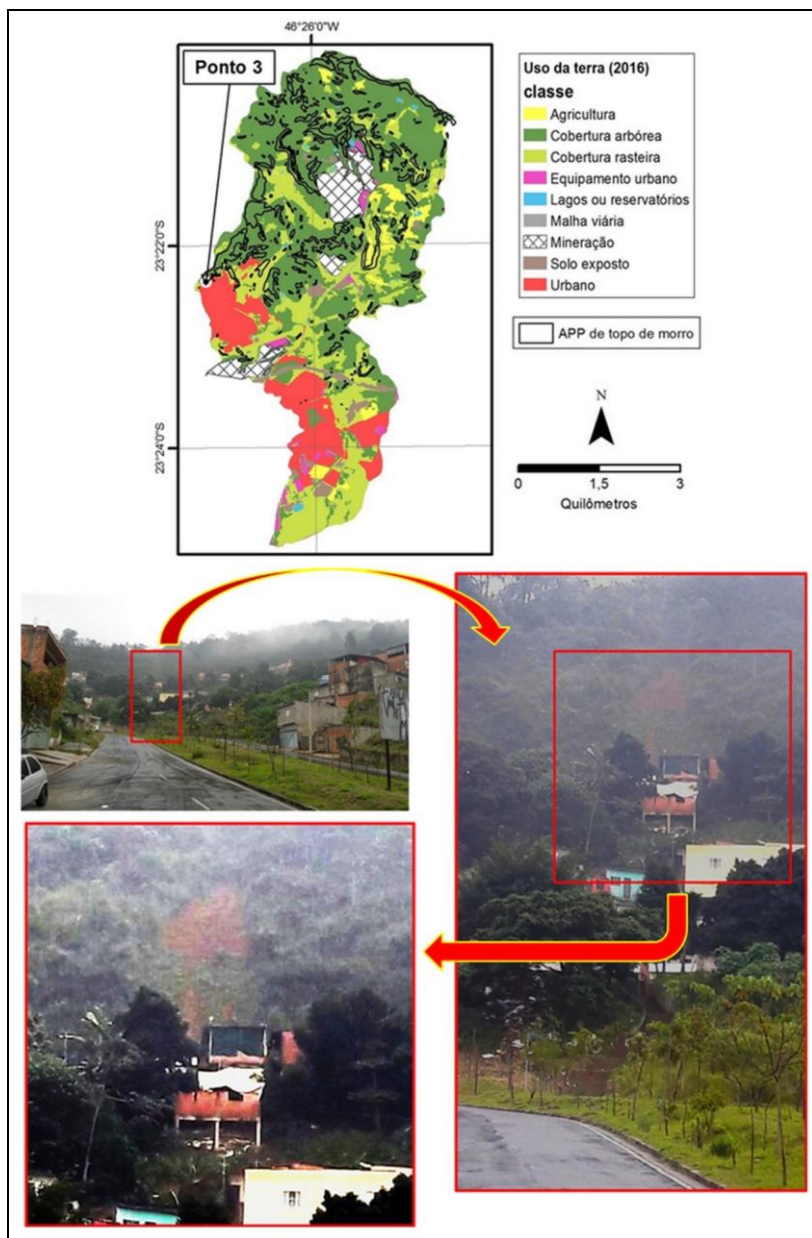 46°26'0"W
Ponto 3
Uso da terra (2016)
classe
Agricultura
Cobertura arbórea
Cobertura rasteira
Equipamento urbano
Lagos ou reservatórios
Malha viária
Mineração
Solo exposto
Urbano
APP de topo de morro
23°22'0"S
23°24'0"S
N
0 1,5 3
Quilômetros